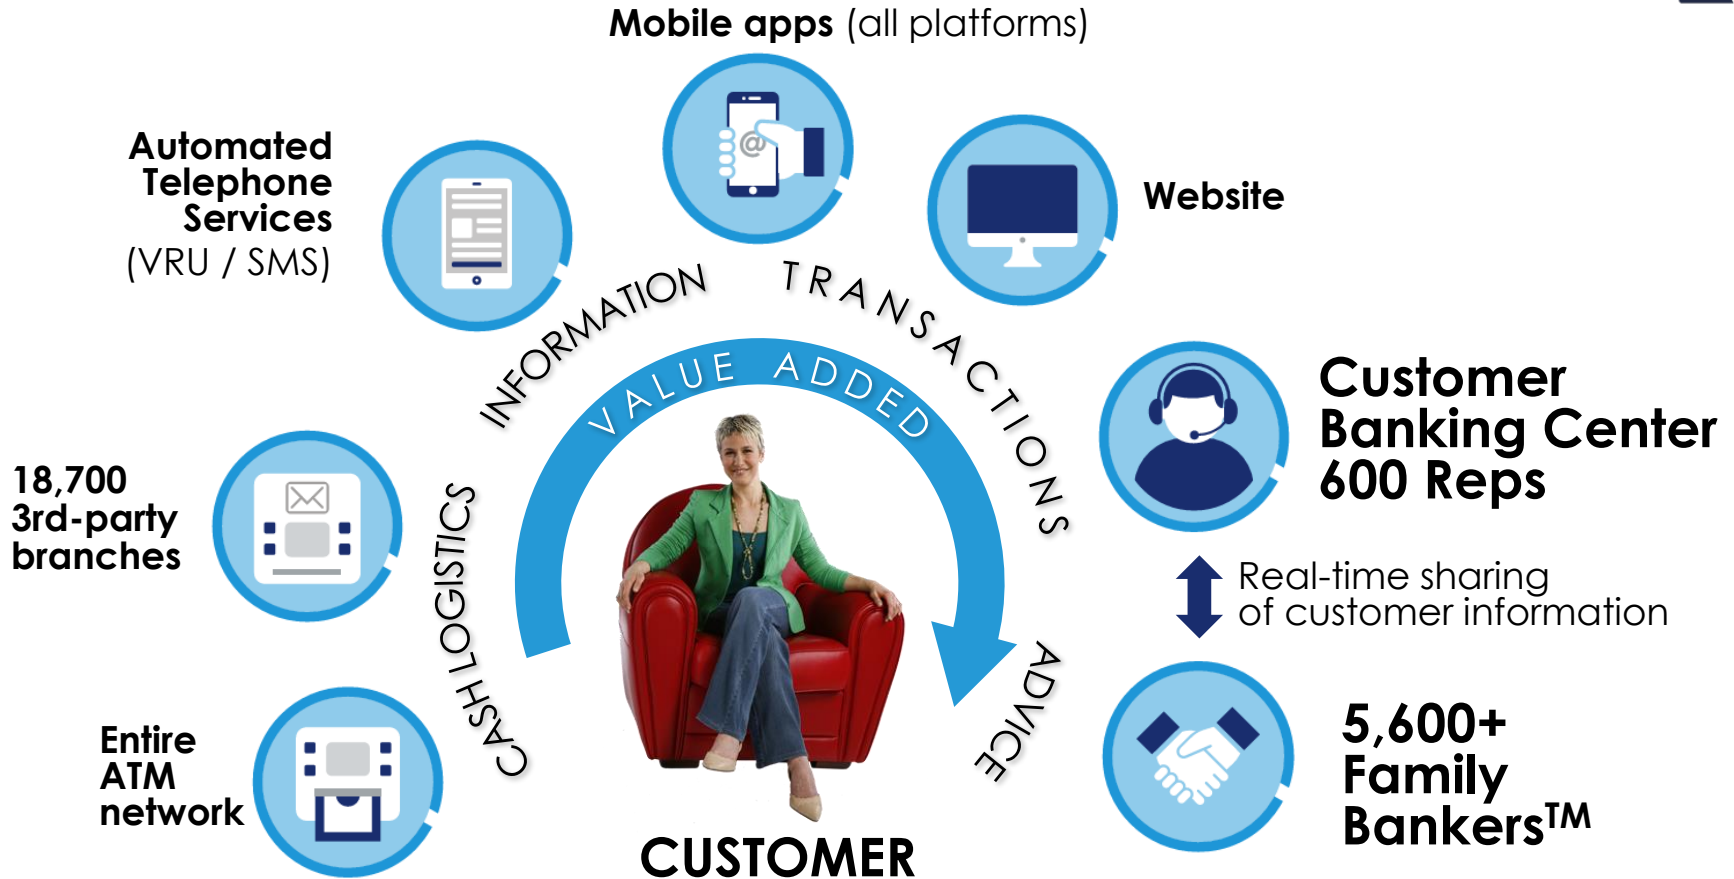 Mobile apps (all platforms)
Automated
Telephone
Services
(VRU / SMS)
@
Website
INFORMATION
TRANSACTIONS
VALUE ADDED
Customer
Banking Center
600 Reps
18,700
3rd-party
branches
CASH LOGISTICS
Real-time sharing
of customer information
ADVICE
Entire
ATM
network
5,600+
Family
Bankers™
CUSTOMER